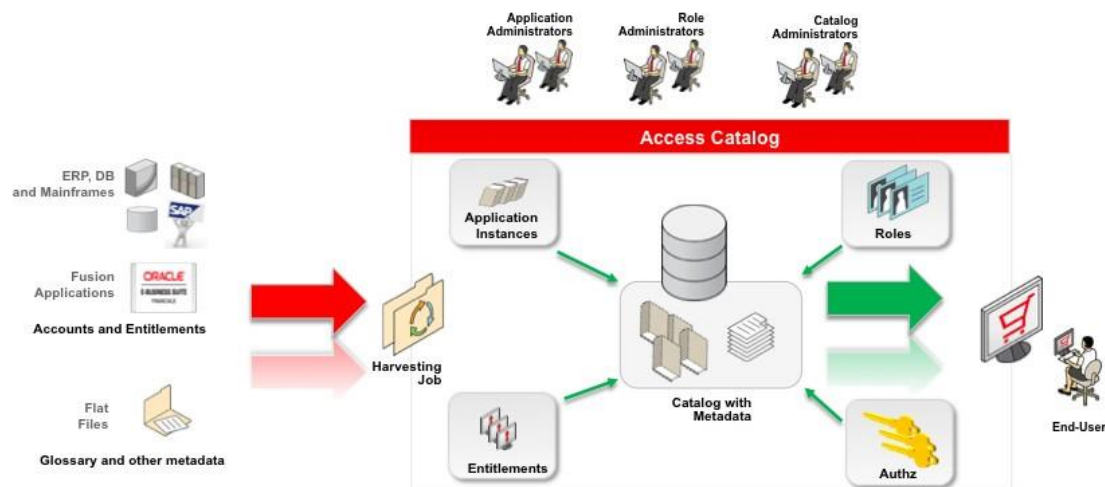 Application
Administrators
Role
Administrators
Catalog
Administrators
Access Catalog
ERP, DB
and Mainframes
SAP
Fusion
Applications
ORACLE
E-BUSINESS SUITE
FINANCIALS
Accounts and Entitlements
Flat
Files
Glossary and other metadata
Harvesting
Job
Application
Instances
Roles
Catalog with
Metadata
Entitlements
Authz
End-User